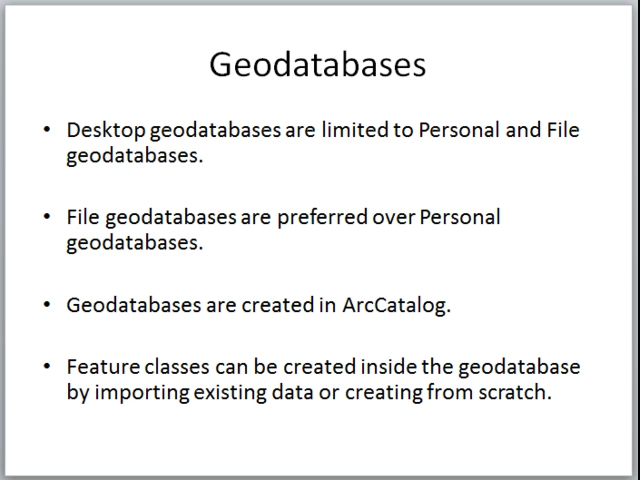 Geodatabases
• Desktop geodatabases are limited to Personal and File
geodatabases.
• File geodatabases are preferred over Personal
geodatabases.
• Geodatabases are created in ArcCatalog.
• Feature classes can be created inside the geodatabase
by importing existing data or creating from scratch.